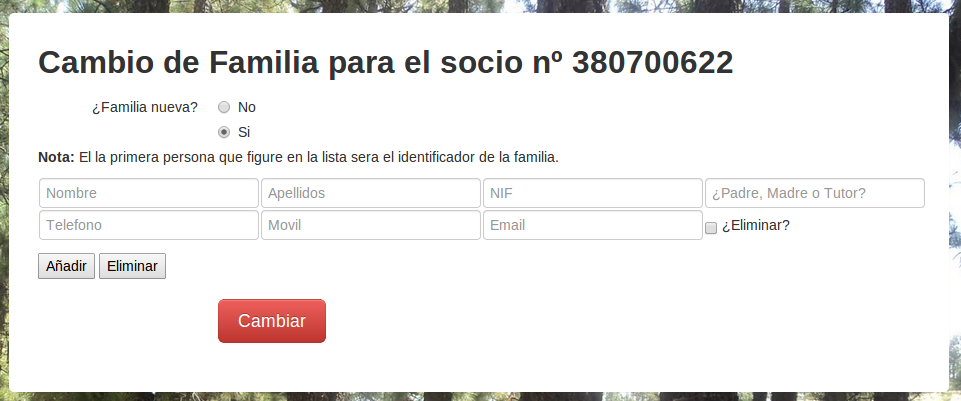 Cambio de Familia para el socio nº 380700622
¿Familia nueva? No
Si
Nota: El la primera persona que figure en la lista sera el identificador de la familia.
Nombre Apellidos NIF ¿Padre, Madre o Tutor?
Telefono Movil Email ¿Eliminar?
Añadir Eliminar
Cambiar